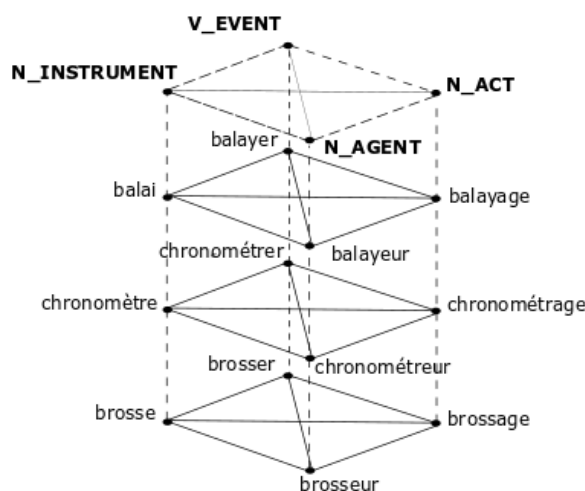 V_EVENT
N_INSTRUMENT
N_ACT
N_AGENT
balayer
balai
balayage
balayeur
chronométrer
chronomètre
chronométrage
chronométreur
brosser
brosse
brossage
brosseur